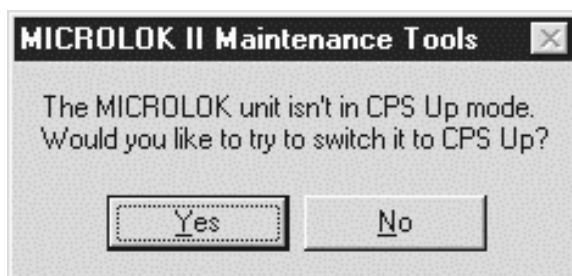 MICROLOK II Maintenance Tools
The MICROLOK unit isn't in CPS Up mode.
Would you like to try to switch it to CPS Up?
Yes No